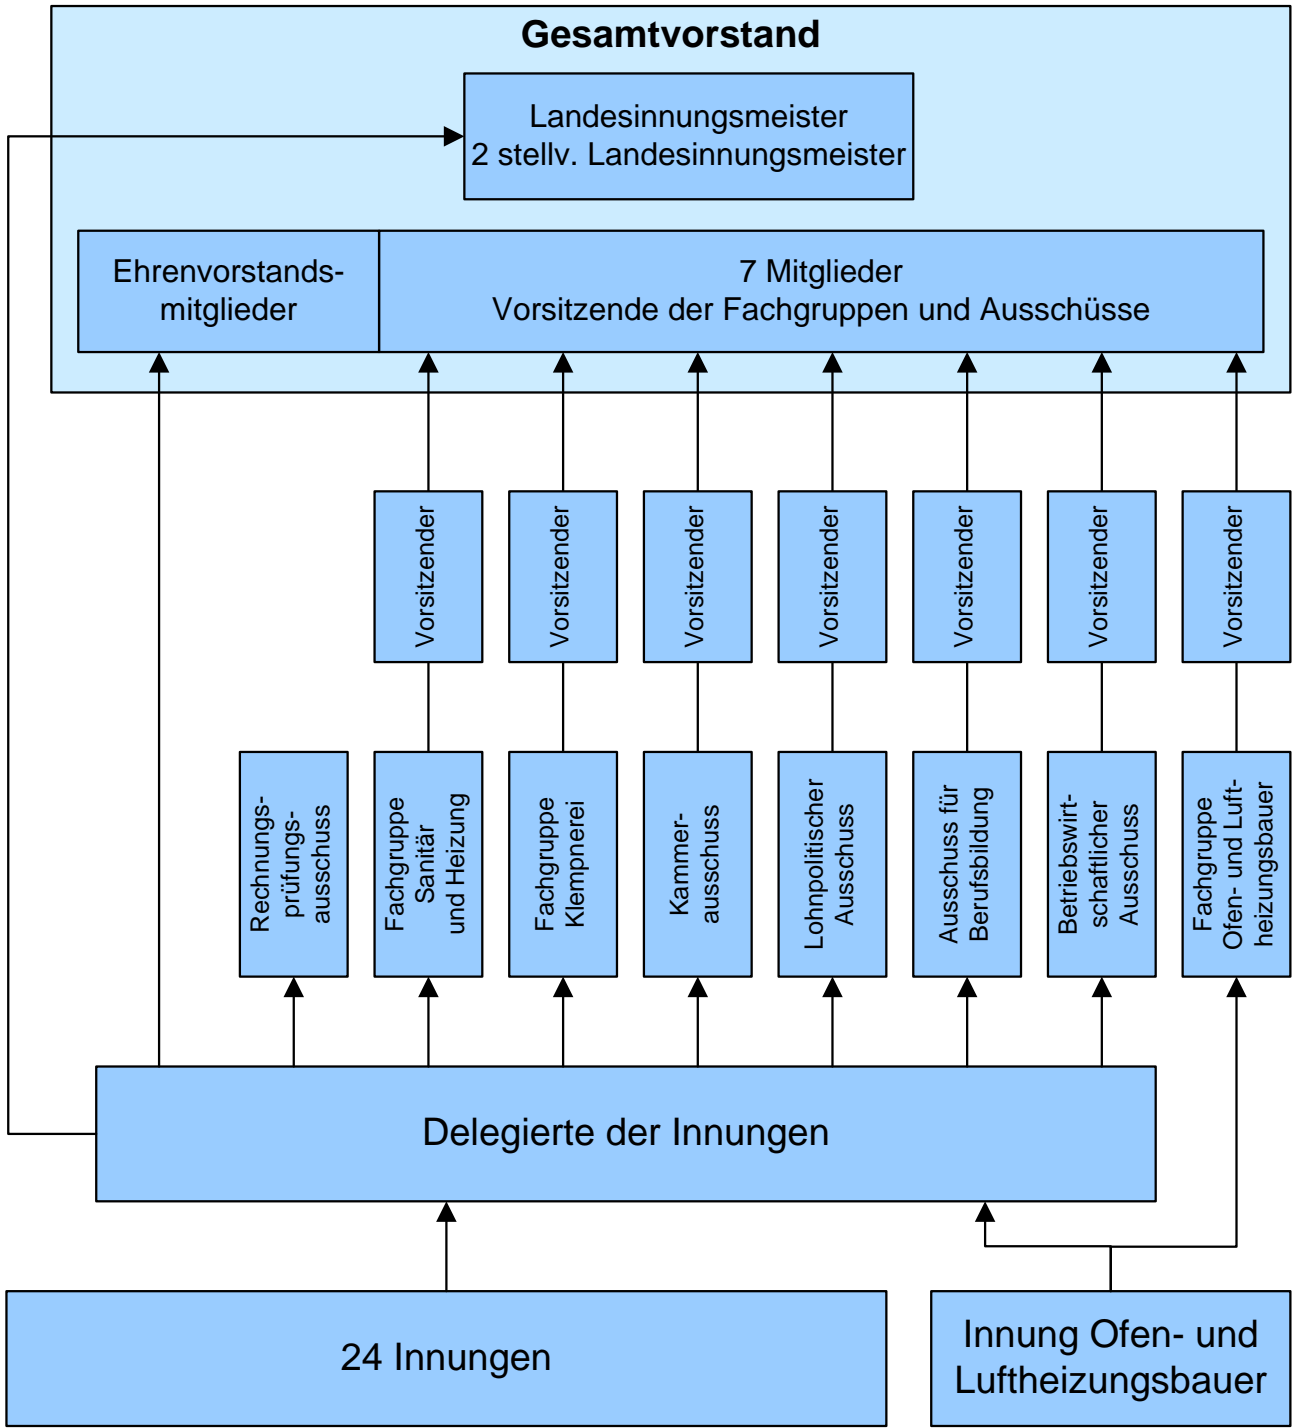 Gesamtvorstand
Landesinnungsmeister
2 stellv. Landesinnungsmeister
Ehrenvorstands-
mitglieder
7 Mitglieder
Vorsitzende der Fachgruppen und Ausschüsse
Vorsitzender
Vorsitzender
Vorsitzender
Vorsitzender
Vorsitzender
Vorsitzender
Vorsitzender
Rechnungs-
prüfungs-
ausschuss
Fachgruppe
Sanitär
und Heizung
Fachgruppe
Klempnerei
Kammer-
ausschuss
Lohnpolitischer
Ausschuss
Ausschuss für
Berufsbildung
Betriebswirt-
schaftlicher
Ausschuss
Fachgruppe
Ofen- und Luft-
heizungsbauer
Delegierte der Innungen
24 Innungen
Innung Ofen- und
Luftheizungsbauer